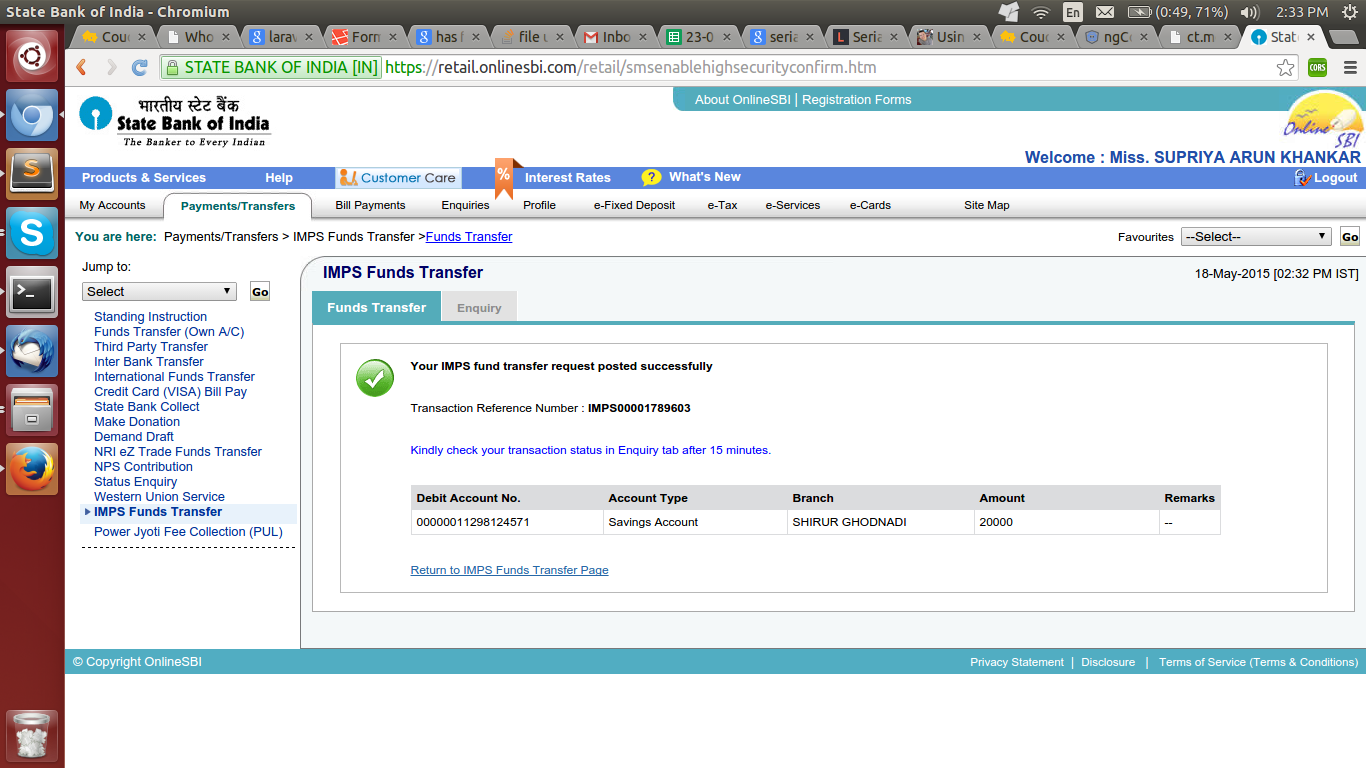 State Bank of India - Chromium
En
(0:49, 71%)
2:33 PM
Couc
Who
larav
Form
has f
file u
Inbo
23-0
seria
Seria
Usin
Couc
ngCo
ct.m
State
STATE BANK OF INDIA [IN]
https://retail.onlinesbi.com/retail/smsenablehighsecurityconfirm.htm
CORS
भारतीय स्टेट बैंक
State Bank of India
The Banker to Every Indian
About OnlineSBI | Registration Forms
Online SBI
Welcome : Miss. SUPRIYA ARUN KHANKAR
Products & Services
Help
Customer Care
%
Interest Rates
?
What's New
Logout
My Accounts
Payments/Transfers
Bill Payments
Enquiries
Profile
e-Fixed Deposit
e-Tax
e-Services
e-Cards
Site Map
You are here: Payments/Transfers > IMPS Funds Transfer >Funds Transfer
Favourites
--Select--
Go
Jump to:
Select
Go
Standing Instruction
Funds Transfer (Own A/C)
Third Party Transfer
Inter Bank Transfer
International Funds Transfer
Credit Card (VISA) Bill Pay
State Bank Collect
Make Donation
Demand Draft
NRI eZ Trade Funds Transfer
NPS Contribution
Status Enquiry
Western Union Service
IMPS Funds Transfer
Power Jyoti Fee Collection (PUL)
IMPS Funds Transfer
18-May-2015 [02:32 PM IST]
Funds Transfer
Enquiry
Your IMPS fund transfer request posted successfully
Transaction Reference Number : IMPS00001789603
Kindly check your transaction status in Enquiry tab after 15 minutes.
Debit Account No. Account Type Branch Amount Remarks
00000011298124571 Savings Account SHIRUR GHODNADI 20000 --
Return to IMPS Funds Transfer Page
© Copyright OnlineSBI
Privacy Statement | Disclosure | Terms of Service (Terms & Conditions)